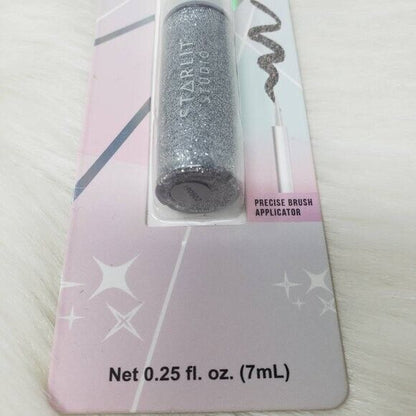 STARLIT
STUDIO
PRECISE BRUSH
APPLICATOR
Net 0.25 fl. oz. (7mL)